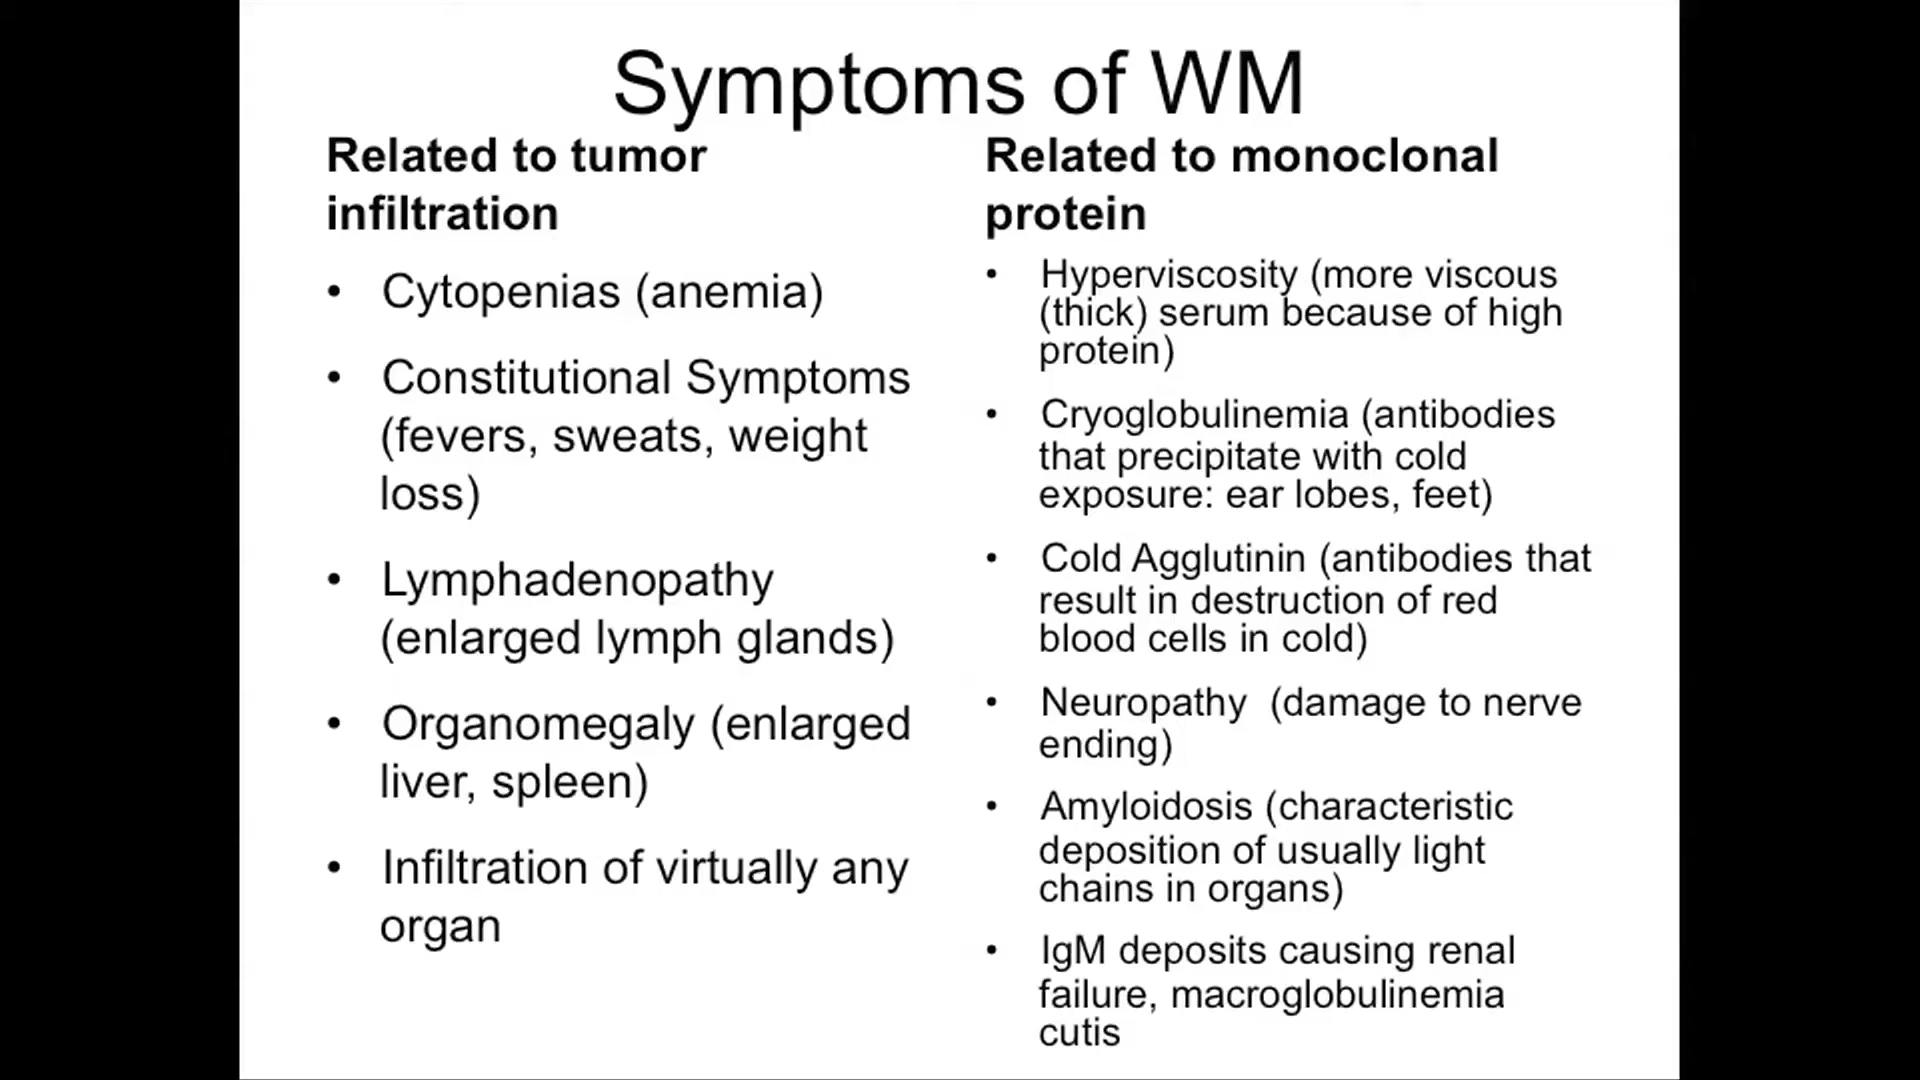 Symptoms of WM
Related to tumor
infiltration
• Cytopenias (anemia)
• Constitutional Symptoms
(fevers, sweats, weight
loss)
• Lymphadenopathy
(enlarged lymph glands)
• Organomegaly (enlarged
liver, spleen)
• Infiltration of virtually any
organ
Related to monoclonal
protein
• Hyperviscosity (more viscous
(thick) serum because of high
protein)
• Cryoglobulinemia (antibodies
that precipitate with cold
exposure: ear lobes, feet)
• Cold Agglutinin (antibodies that
result in destruction of red
blood cells in cold)
• Neuropathy  (damage to nerve
ending)
• Amyloidosis (characteristic
deposition of usually light
chains in organs)
• IgM deposits causing renal
failure, macroglobulinemia
cutis